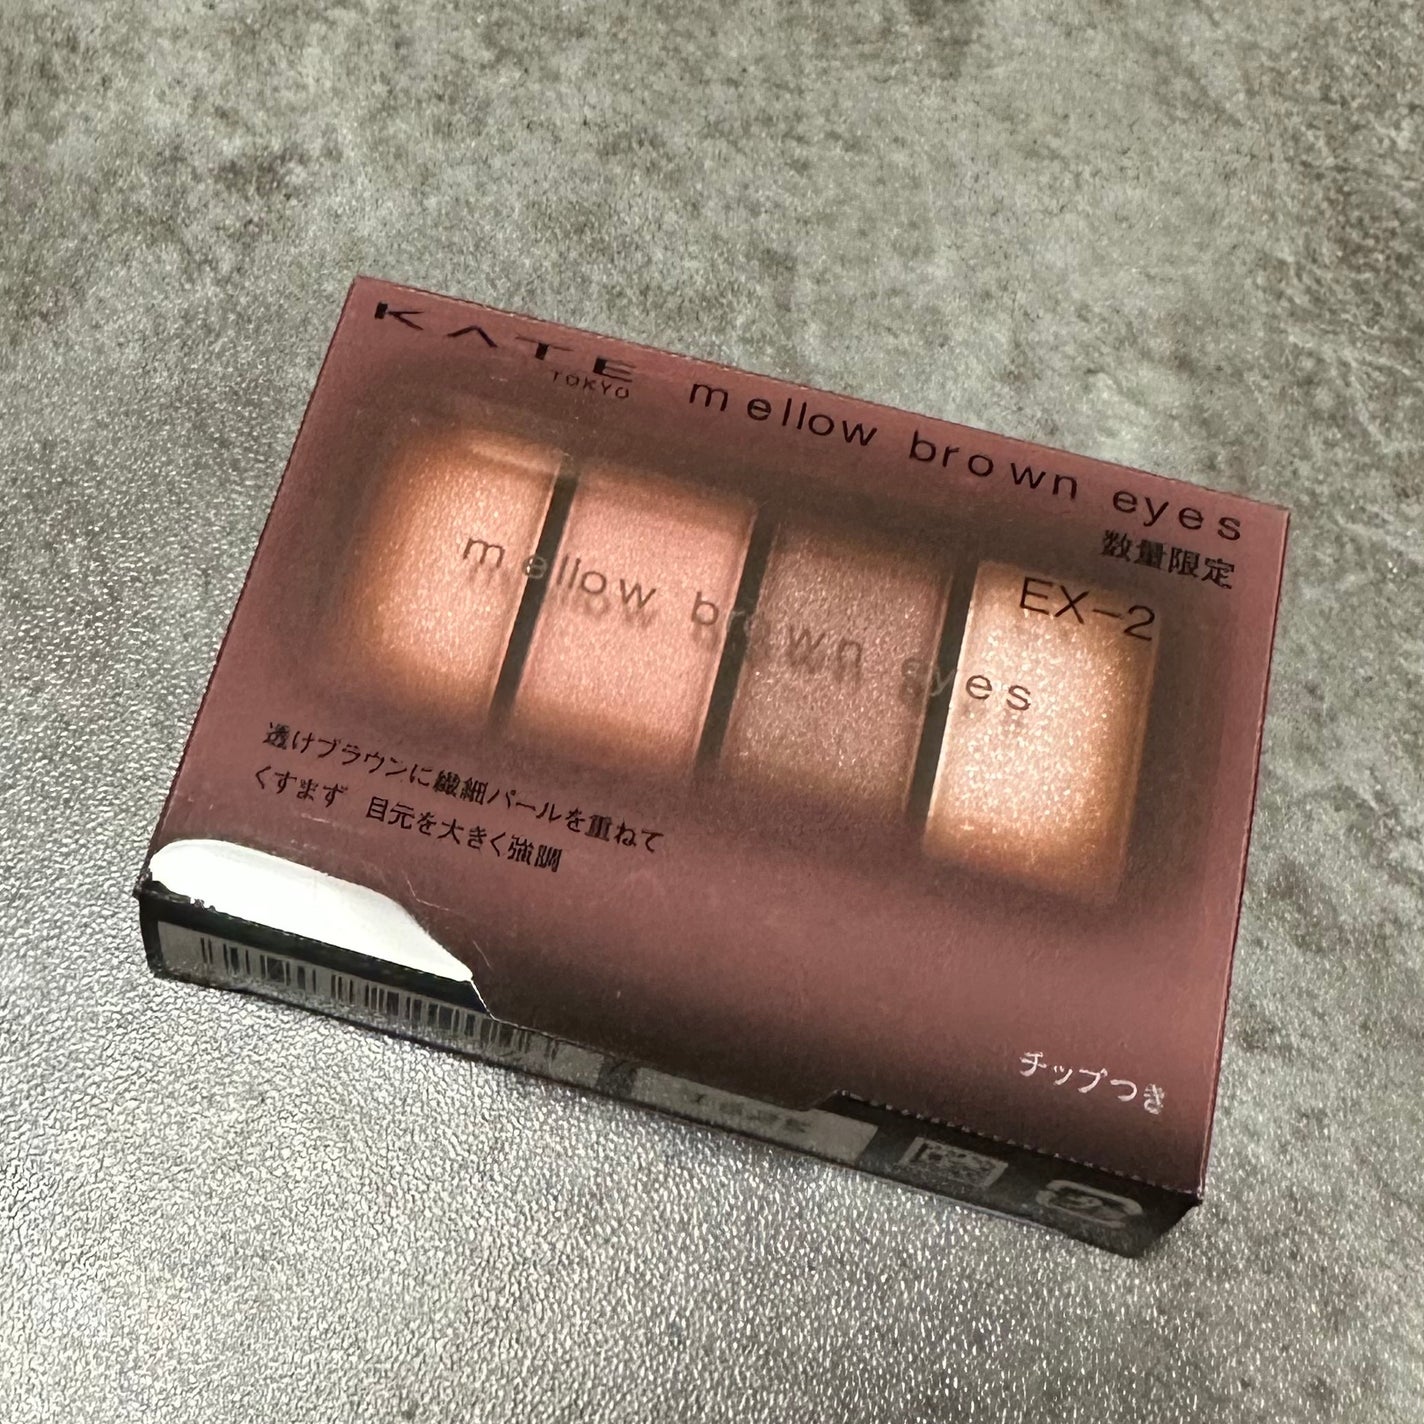 KATE
TOKYO
mellow brown eyes
数量限定
EX-2
mellow brown eyes
透けブラウンに繊細パールを重ねて
くすまず 目元を大きく強調
チップつき